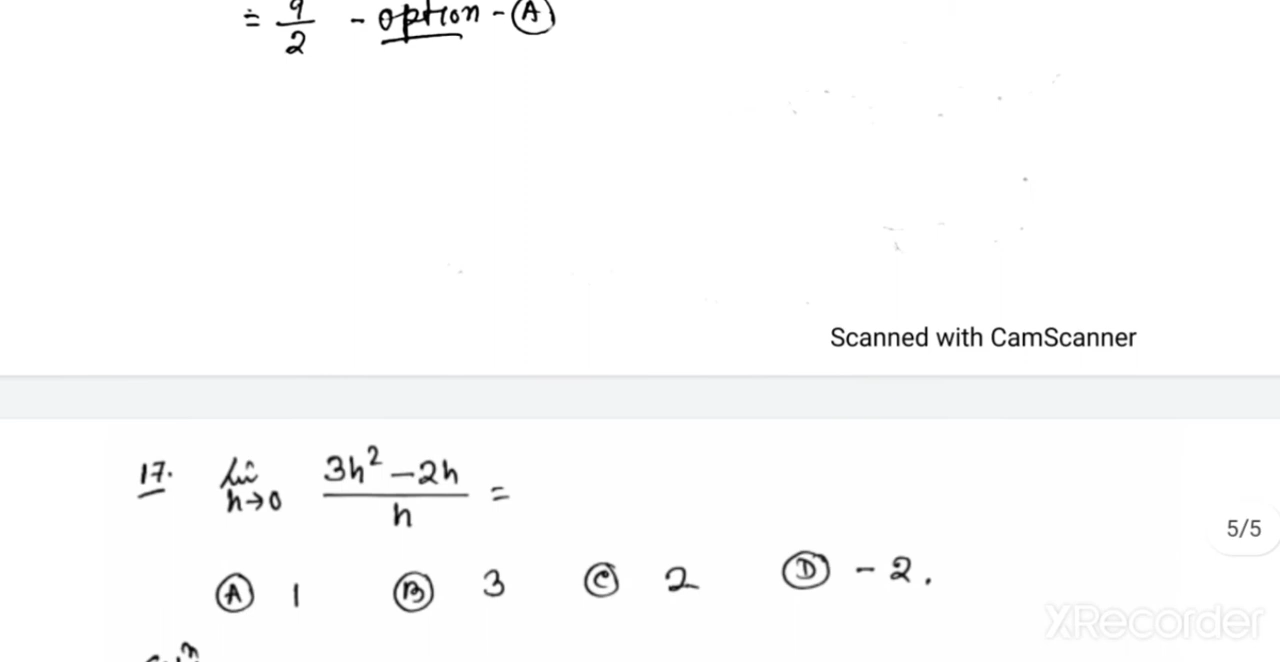 = 9/2 - option - (A)
Scanned with CamScanner
17. lim h→0 (3h² - 2h)/h =
5/5
(A) 1 (B) 3 (C) 2 (D) -2.
XRecorder